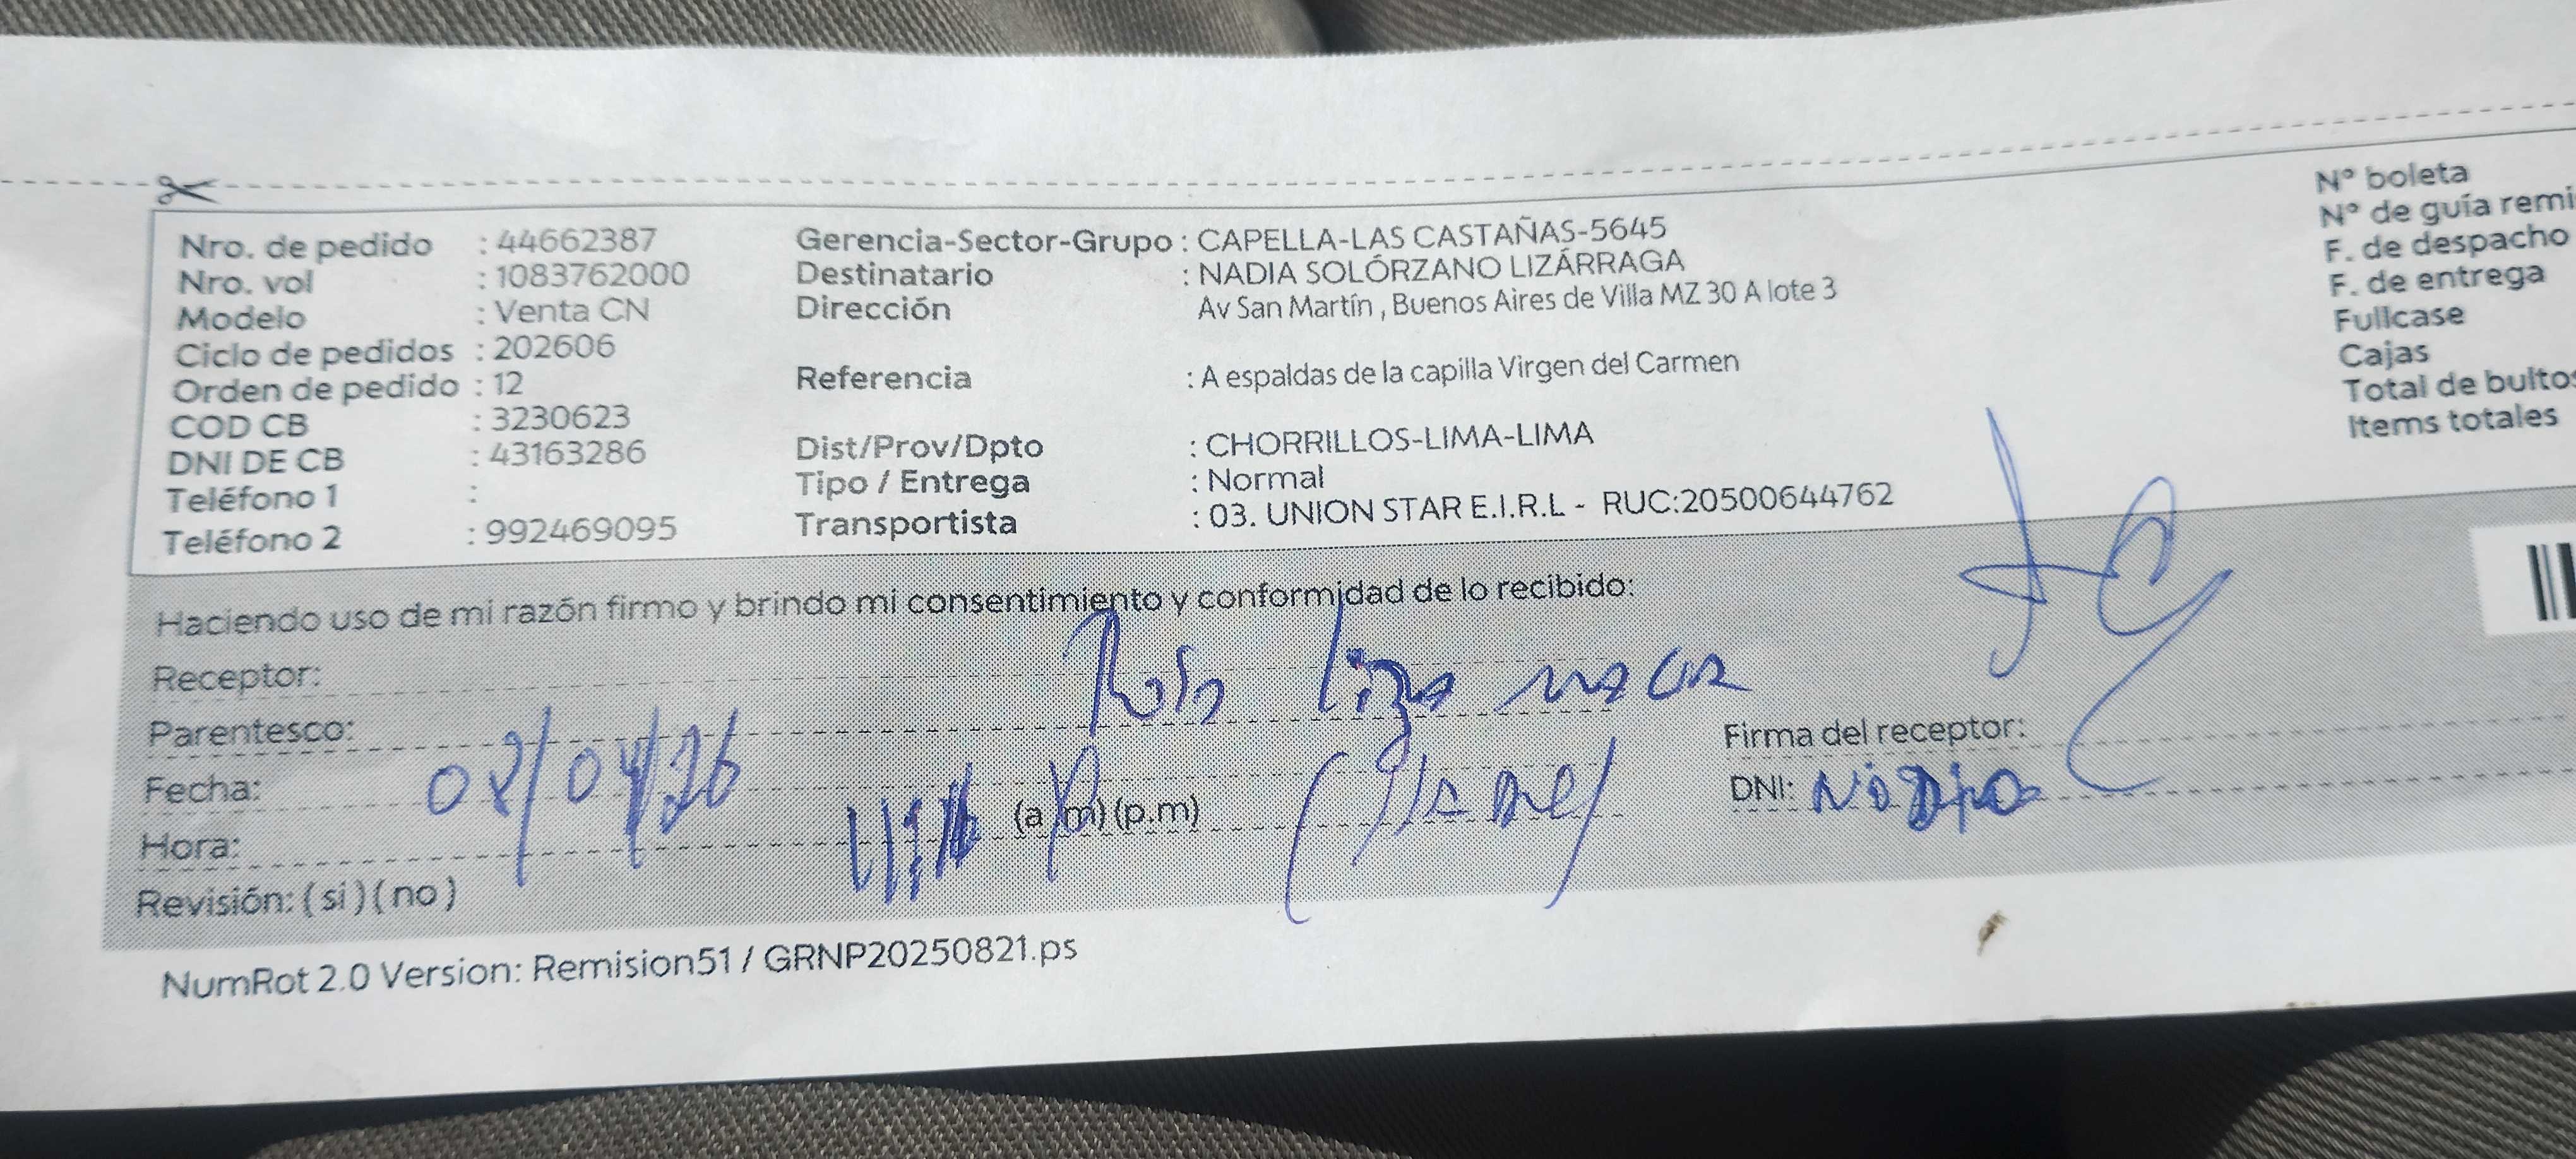 Nro. de pedido : 44662387
Nro. vol : 1083762000
Modelo : Venta CN
Ciclo de pedidos : 202606
Orden de pedido : 12
COD CB : 3230623
DNI DE CB : 43163286
Teléfono 1 :
Teléfono 2 : 992469095
Gerencia-Sector-Grupo : CAPELLA-LAS CASTAÑAS-5645
Destinatario : NADIA SOLÓRZANO LIZÁRRAGA
Dirección Av San Martín , Buenos Aires de Villa MZ 30 A lote 3
Referencia : A espaldas de la capilla Virgen del Carmen
Dist/Prov/Dpto : CHORRILLOS-LIMA-LIMA
Tipo / Entrega : Normal
Transportista : 03. UNION STAR E.I.R.L - RUC:20500644762
N° boleta
N° de guía remi
F. de despacho
F. de entrega
Fullcase
Cajas
Total de bultos
Items totales
Haciendo uso de mi razón firmo y brindo mi consentimiento y conformidad de lo recibido:
Receptor: Rosa
Parentesco:
Fecha:
Hora: (a.m) (p.m)
Revisión: ( si ) ( no )
Firma del receptor:
DNI:
NumRot 2.0 Version: Remision51 / GRNP20250821.ps